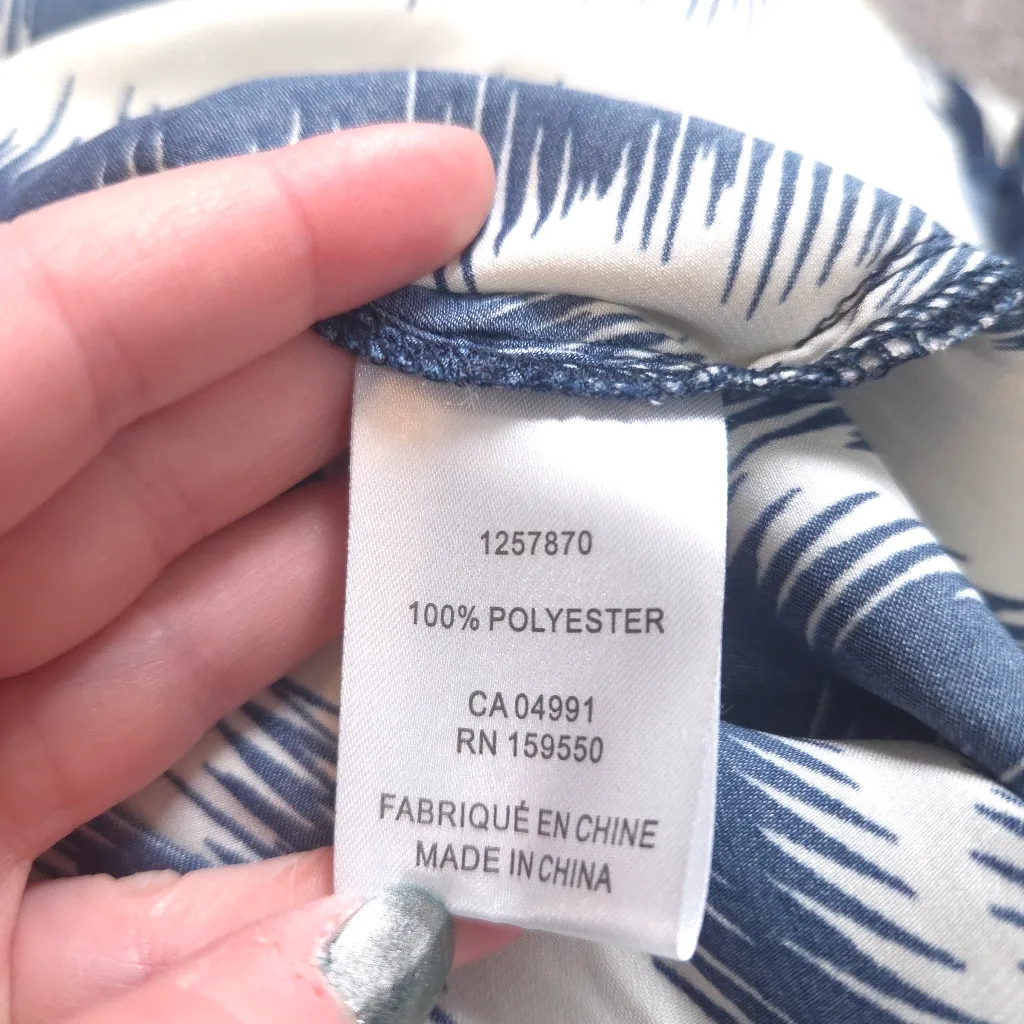 1257870
100% POLYESTER
CA 04991
RN 159550
FABRIQUÉ EN CHINE
MADE IN CHINA